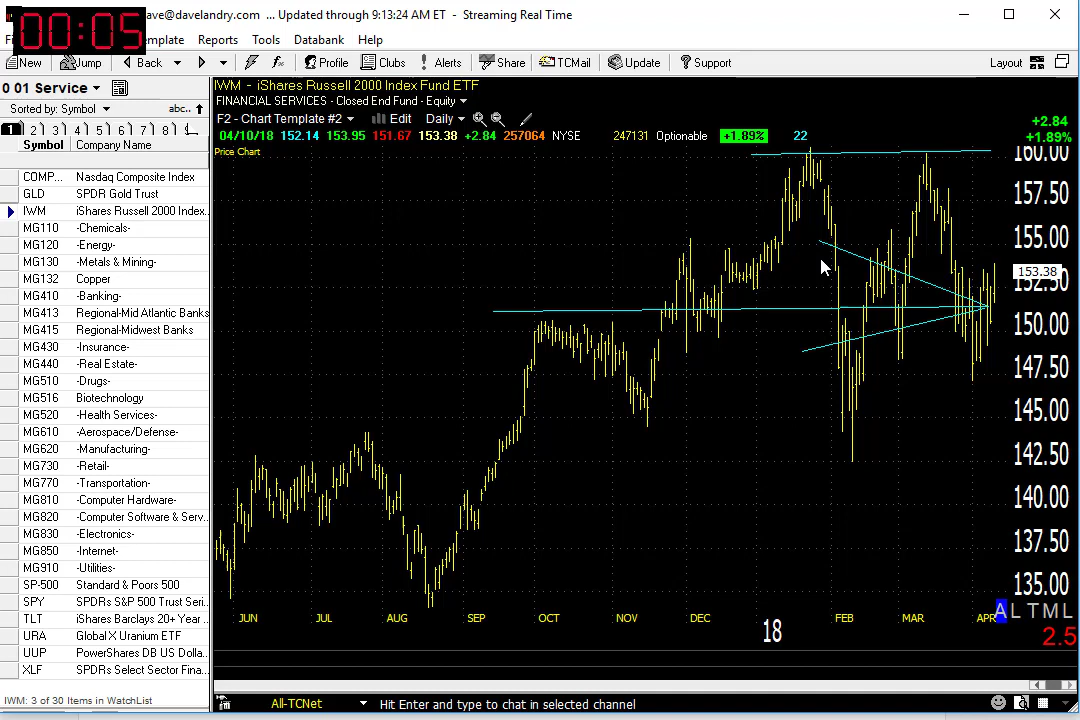 00:05
ave@davelandry.com ... Updated through 9:13:24 AM ET - Streaming Real Time
emplate Reports Tools Databank Help
New Jump Back Profile Clubs Alerts Share TCMail Update Support Layout
0 01 Service
Sorted by: Symbol abc..
1 2 3 4 5 6 7 8
Symbol Company Name
COMP... Nasdaq Composite Index
GLD SPDR Gold Trust
IWM iShares Russell 2000 Index..
MG110 -Chemicals-
MG120 -Energy-
MG130 -Metals & Mining-
MG132 Copper
MG410 -Banking-
MG413 Regional-Mid Atlantic Banks
MG415 Regional-Midwest Banks
MG430 -Insurance-
MG440 -Real Estate-
MG510 -Drugs-
MG516 Biotechnology
MG520 -Health Services-
MG610 -Aerospace/Defense-
MG620 -Manufacturing-
MG730 -Retail-
MG770 -Transportation-
MG810 -Computer Hardware-
MG820 -Computer Software & Serv..
MG830 -Electronics-
MG850 -Internet-
MG910 -Utilities-
SP-500 Standard & Poors 500
SPY SPDRs S&P 500 Trust Seri..
TLT iShares Barclays 20+ Year ..
URA Global X Uranium ETF
UUP PowerShares DB US Dolla..
XLF SPDRs Select Sector Fina..
IWM: 3 of 30 Items in WatchList
IWM - iShares Russell 2000 Index Fund ETF
FINANCIAL SERVICES - Closed End Fund - Equity
F2 - Chart Template #2 Edit Daily
04/10/18 152.14 153.95 151.67 153.38 +2.84 257064 NYSE 247131 Optionable +1.89% 22
+2.84
+1.89%
Price Chart
160.00
157.50
155.00
153.38
152.50
150.00
147.50
145.00
142.50
140.00
137.50
135.00
JUN JUL AUG SEP OCT NOV DEC 18 FEB MAR APR
A L T M L
2.5
All-TCNet Hit Enter and type to chat in selected channel